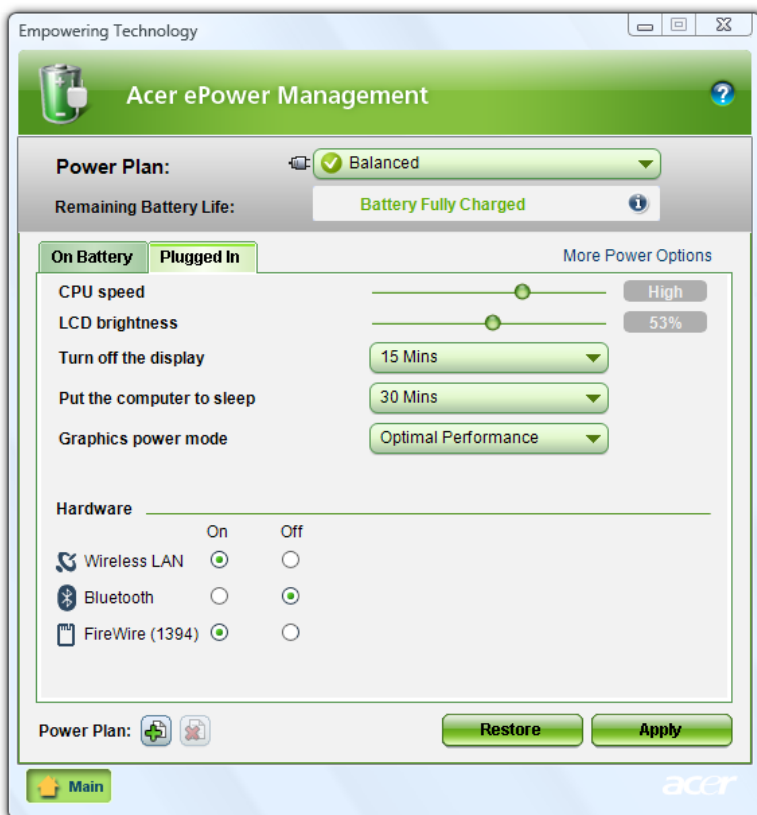 Empowering Technology
Acer ePower Management
Power Plan: Balanced
Remaining Battery Life: Battery Fully Charged
On Battery Plugged In More Power Options
CPU speed High
LCD brightness 53%
Turn off the display 15 Mins
Put the computer to sleep 30 Mins
Graphics power mode Optimal Performance
Hardware
On Off
Wireless LAN
Bluetooth
FireWire (1394)
Power Plan: Restore Apply
Main acer